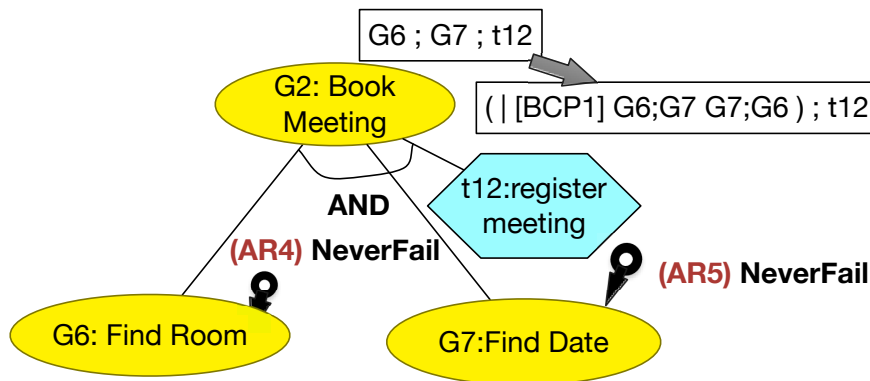 G6 ; G7 ; t12
G2: Book
Meeting
( | [BCP1] G6;G7 G7;G6 ) ; t12
t12:register
meeting
AND
(AR4) NeverFail
(AR5) NeverFail
G6: Find Room
G7:Find Date